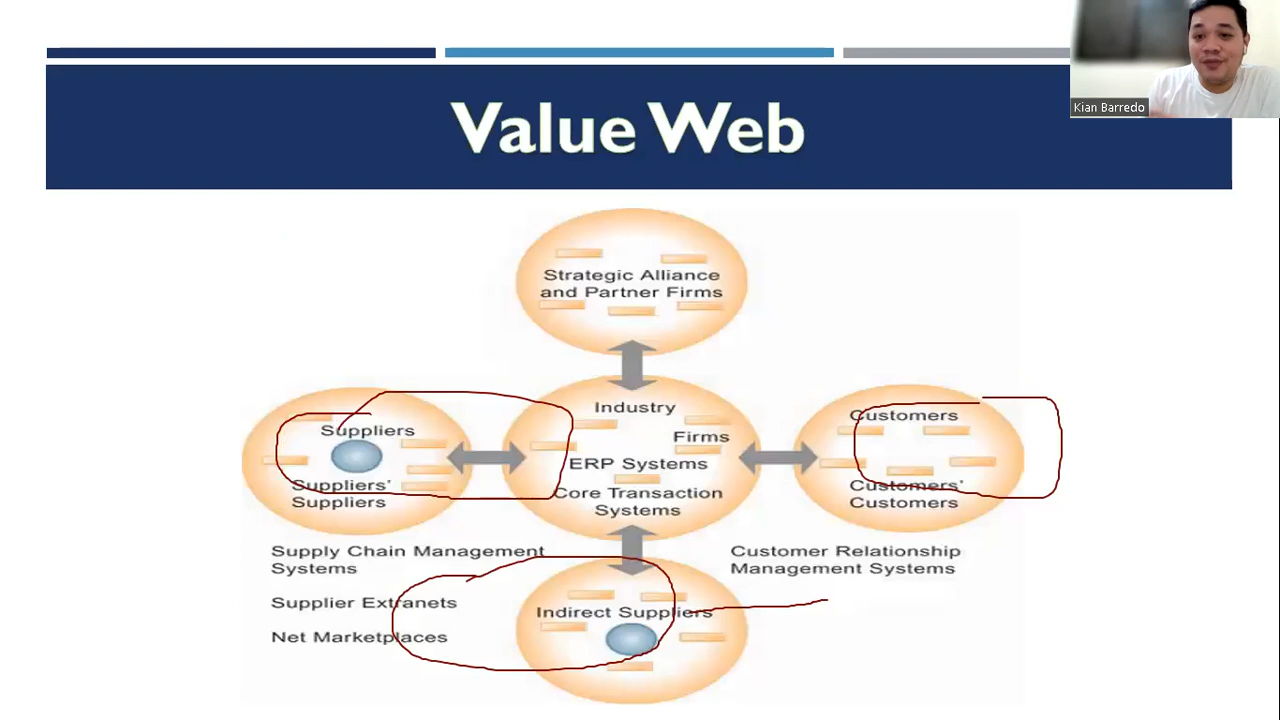 Kian Barredo
Value Web
Strategic Alliance
and Partner Firms
Suppliers
Suppliers'
Suppliers
Industry
Firms
ERP Systems
Core Transaction
Systems
Customers
Customers'
Customers
Supply Chain Management
Systems
Supplier Extranets
Net Marketplaces
Customer Relationship
Management Systems
Indirect Suppliers